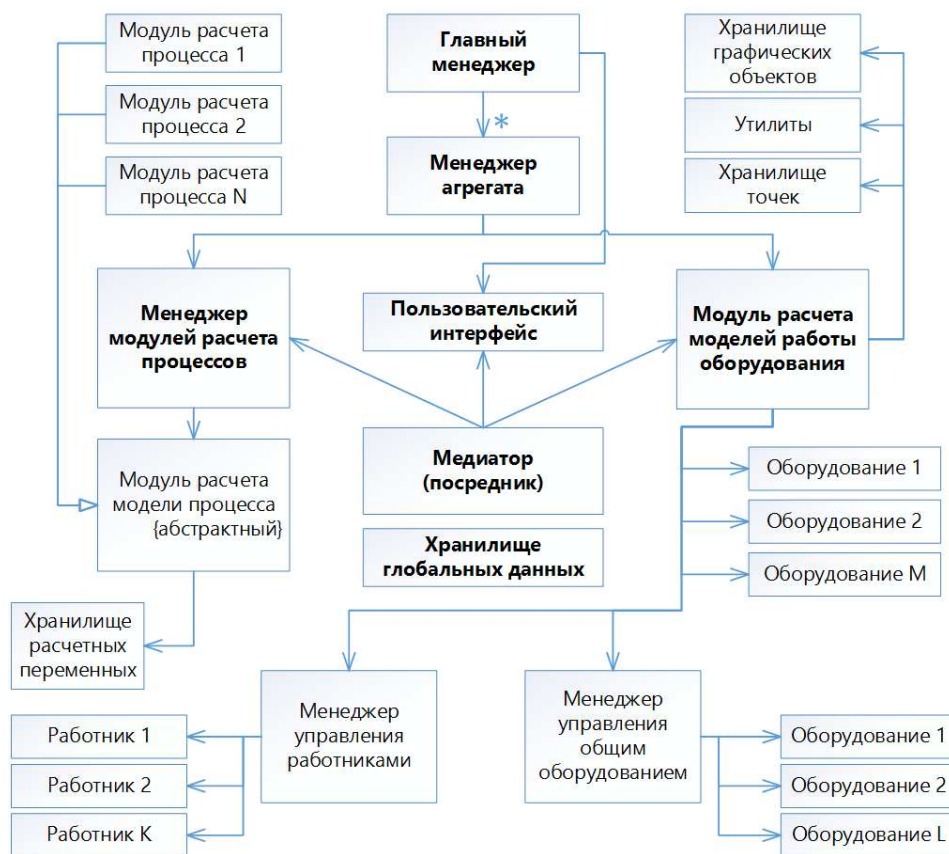 Модуль расчета
процесса 1
Модуль расчета
процесса 2
Модуль расчета
процесса N
Главный
менеджер
*
Менеджер
агрегата
Хранилище
графических
объектов
Утилиты
Хранилище
точек
Менеджер
модулей расчета
процессов
Пользовательский
интерфейс
Модуль расчета
моделей работы
оборудования
Модуль расчета
модели процесса
{абстрактный}
Медиатор
(посредник)
Хранилище
глобальных данных
Оборудование 1
Оборудование 2
Оборудование M
Хранилище
расчетных
переменных
Менеджер
управления
работниками
Менеджер
управления
общим
оборудованием
Работник 1
Работник 2
Работник K
Оборудование 1
Оборудование 2
Оборудование L